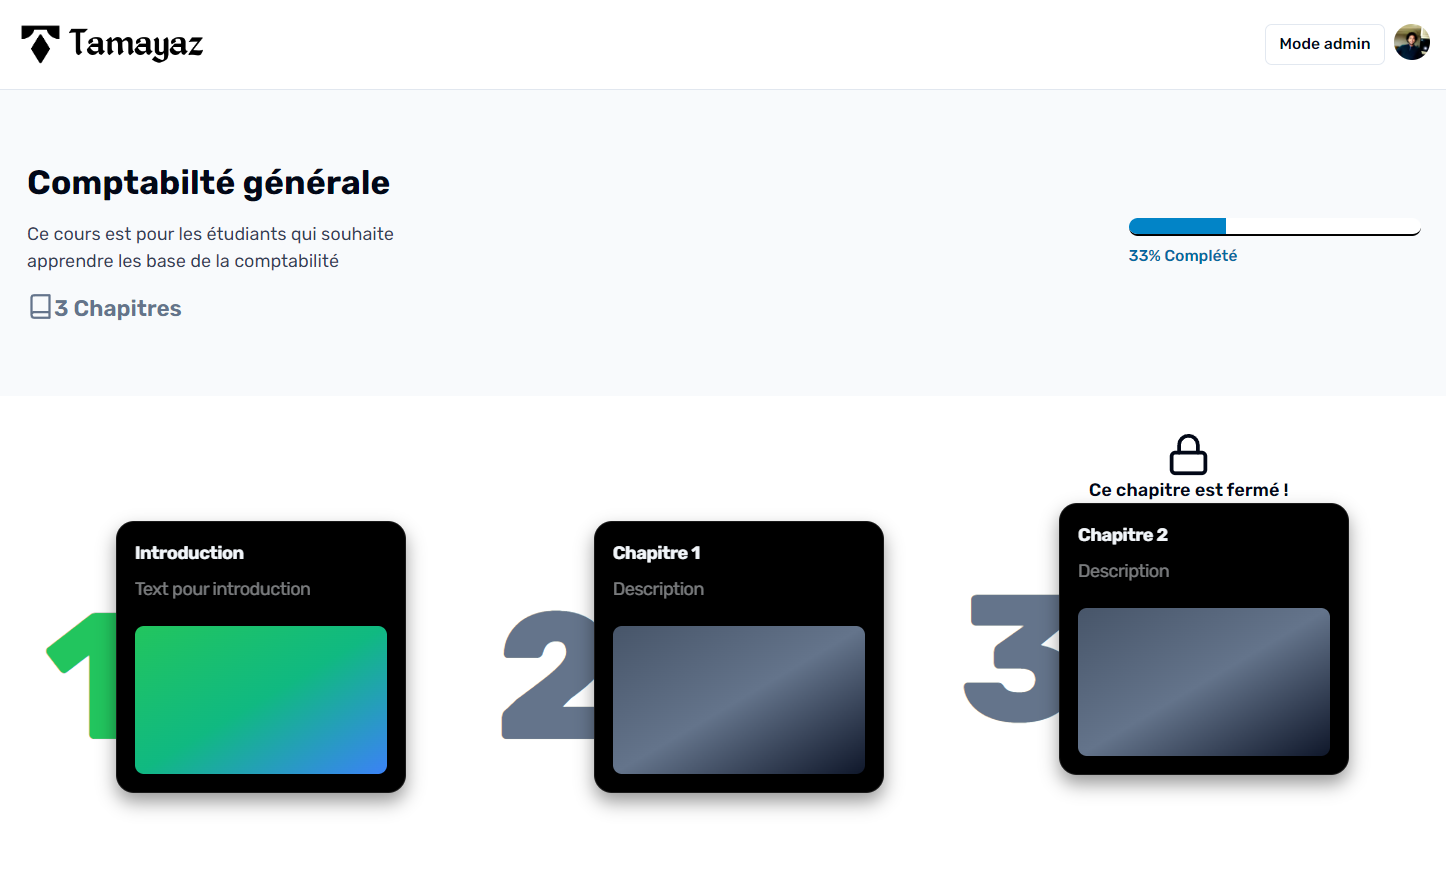 Tamayaz
Mode admin
Comptabilté générale
Ce cours est pour les étudiants qui souhaite
apprendre les base de la comptabilité
3 Chapitres
33% Complété
Ce chapitre est fermé !
1
Introduction
Text pour introduction
2
Chapitre 1
Description
3
Chapitre 2
Description